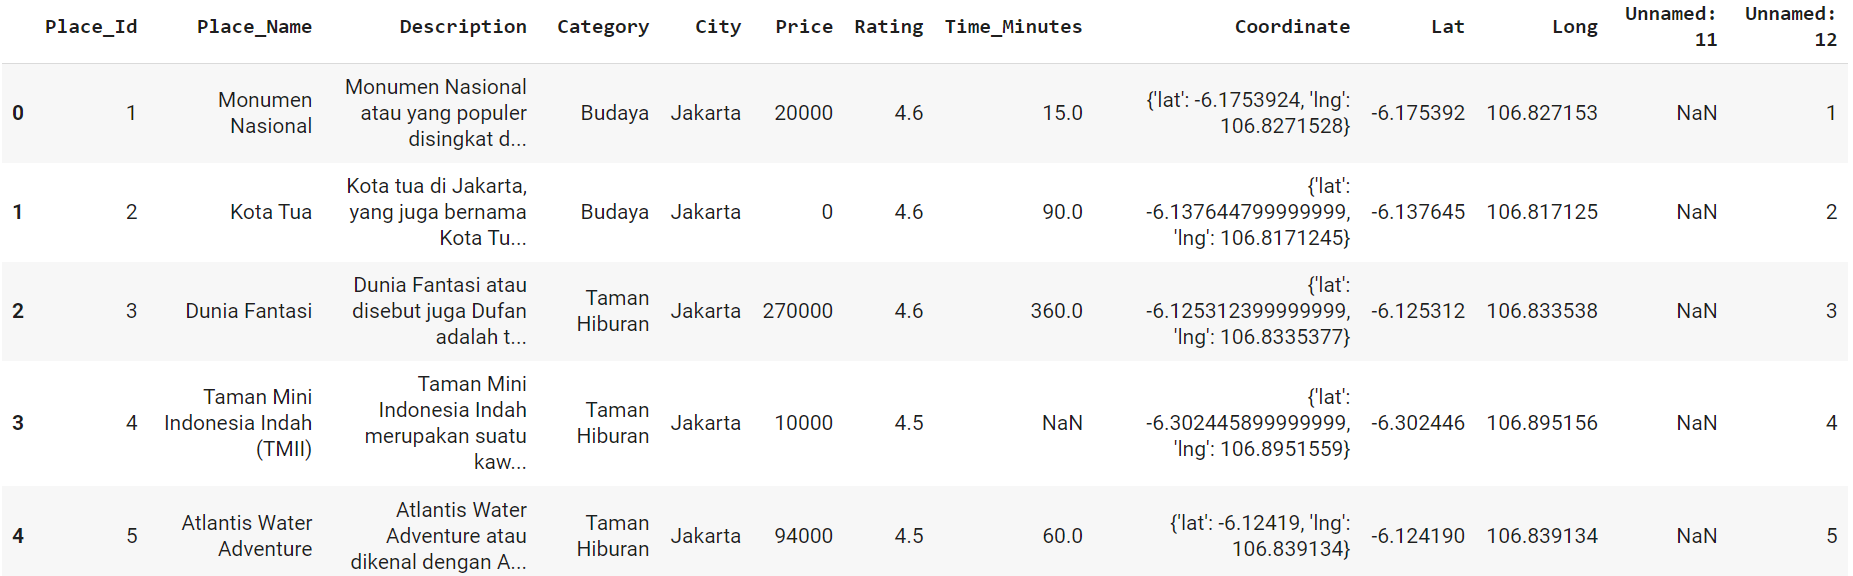 Place_Id Place_Name Description Category City Price Rating Time_Minutes Coordinate Lat Long Unnamed: 11 Unnamed: 12
0 1 Monumen Nasional Monumen Nasional atau yang populer disingkat d... Budaya Jakarta 20000 4.6 15.0 {'lat': -6.1753924, 'lng': 106.8271528} -6.175392 106.827153 NaN 1
1 2 Kota Tua Kota tua di Jakarta, yang juga bernama Kota Tu... Budaya Jakarta 0 4.6 90.0 {'lat': -6.137644799999999, 'lng': 106.8171245} -6.137645 106.817125 NaN 2
2 3 Dunia Fantasi Dunia Fantasi atau disebut juga Dufan adalah t... Taman Hiburan Jakarta 270000 4.6 360.0 {'lat': -6.125312399999999, 'lng': 106.8335377} -6.125312 106.833538 NaN 3
3 4 Taman Mini Indonesia Indah (TMII) Taman Mini Indonesia Indah merupakan suatu kaw... Taman Hiburan Jakarta 10000 4.5 NaN {'lat': -6.302445899999999, 'lng': 106.8951559} -6.302446 106.895156 NaN 4
4 5 Atlantis Water Adventure Atlantis Water Adventure atau dikenal dengan A... Taman Hiburan Jakarta 94000 4.5 60.0 {'lat': -6.12419, 'lng': 106.839134} -6.124190 106.839134 NaN 5